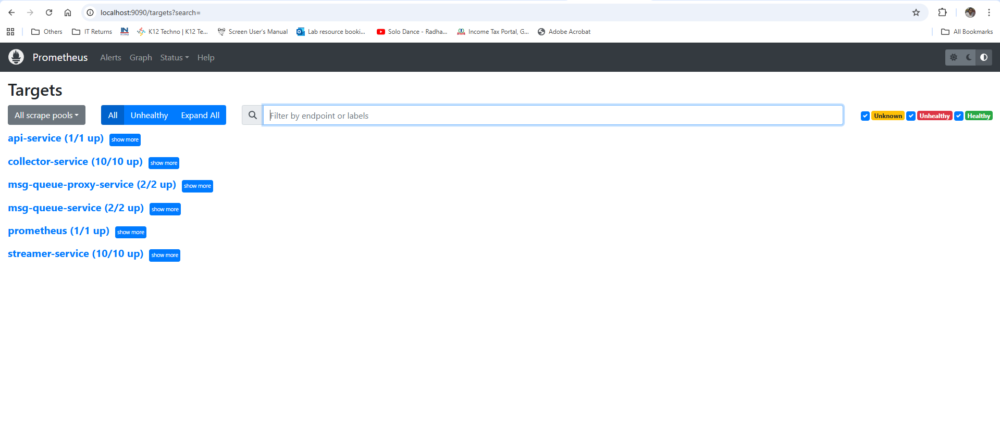 localhost:9090/targets?search=
Others IT Returns IN K12 Techno | K12 Te... Screen User's Manual Lab resource booki... Solo Dance - Radha... Income Tax Portal, G... Adobe Acrobat All Bookmarks
Prometheus Alerts Graph Status Help
Targets
All scrape pools All Unhealthy Expand All Filter by endpoint or labels Unknown Unhealthy Healthy
api-service (1/1 up) show more
collector-service (10/10 up) show more
msg-queue-proxy-service (2/2 up) show more
msg-queue-service (2/2 up) show more
prometheus (1/1 up) show more
streamer-service (10/10 up) show more